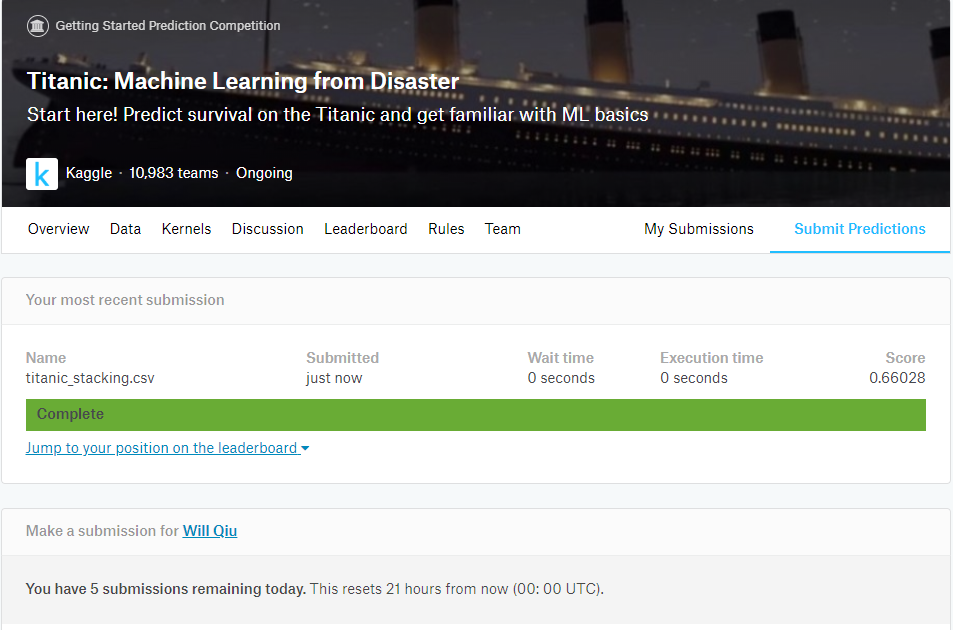 Getting Started Prediction Competition
Titanic: Machine Learning from Disaster
Start here! Predict survival on the Titanic and get familiar with ML basics
k Kaggle · 10,983 teams · Ongoing
Overview Data Kernels Discussion Leaderboard Rules Team My Submissions Submit Predictions
Your most recent submission
Name Submitted Wait time Execution time Score
titanic_stacking.csv just now 0 seconds 0 seconds 0.66028
Complete
Jump to your position on the leaderboard
Make a submission for Will Qiu
You have 5 submissions remaining today. This resets 21 hours from now (00: 00 UTC).